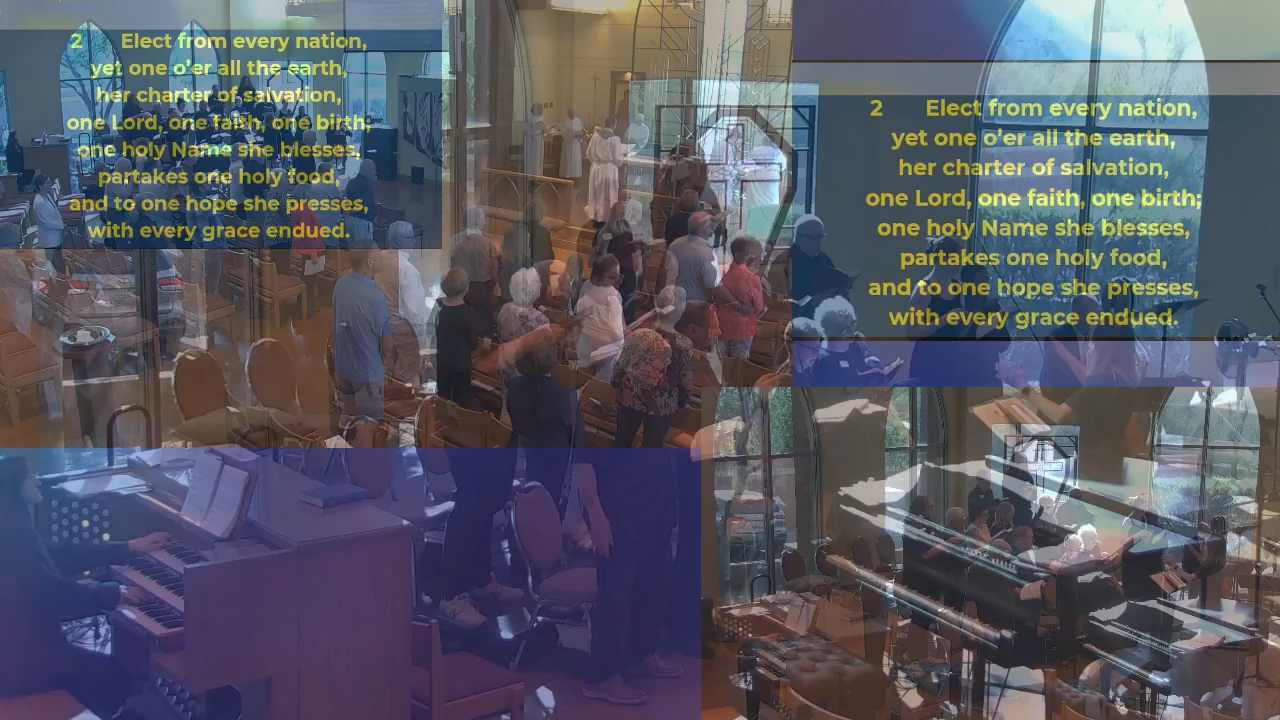 2 Elect from every nation,
yet one o’er all the earth,
her charter of salvation,
one Lord, one faith, one birth;
one holy Name she blesses,
partakes one holy food,
and to one hope she presses,
with every grace endued.
2 Elect from every nation,
yet one o’er all the earth,
her charter of salvation,
one Lord, one faith, one birth;
one holy Name she blesses,
partakes one holy food,
and to one hope she presses,
with every grace endued.